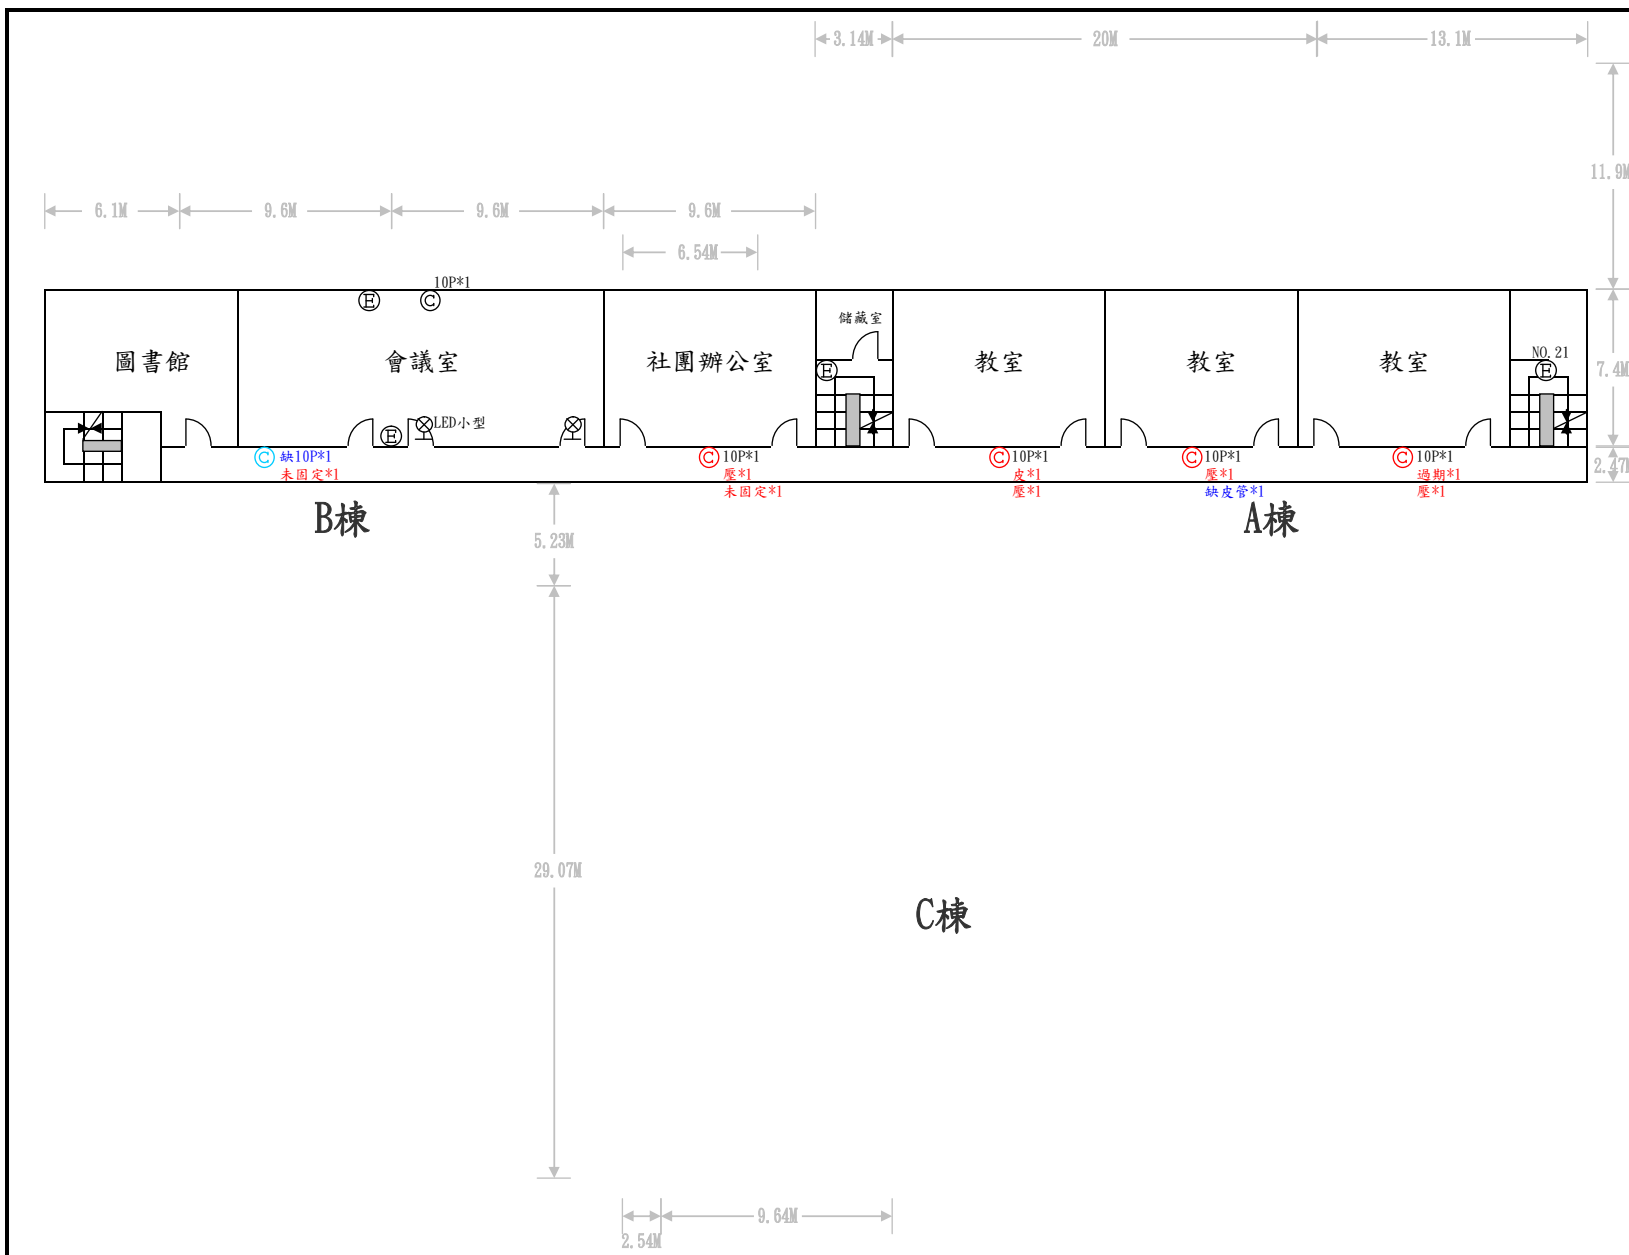 3.14M 20M 13.1M
11.9M
6.1M 9.6M 9.6M 9.6M
6.54M
10P*1
E C
儲藏室
圖書館 會議室 社團辦公室 教室 教室 教室
NO.21
E E
7.4M
LED小型
E
C 缺10P*1 C 10P*1 C 10P*1 C 10P*1 C 10P*1
未固定*1 壓*1 皮*1 壓*1 過期*1
2.47M
未固定*1 壓*1 缺皮管*1 壓*1
B棟 A棟
5.23M
29.07M
C棟
9.64M
2.54M